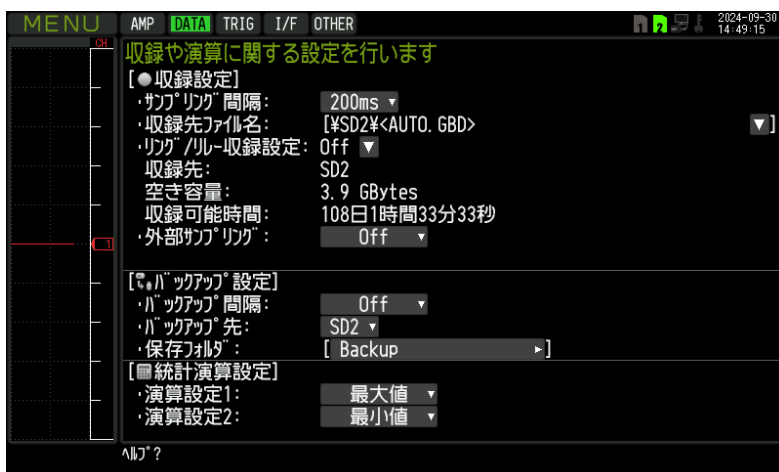 MENU AMP DATA TRIG I/F OTHER 1 2 2024-09-30
14:49:15
CH
収録や演算に関する設定を行います
[●収録設定]
･ｻﾝﾌﾟﾘﾝｸﾞ間隔: 200ms ▼
･収録先ﾌｧｲﾙ名: [¥SD2¥<AUTO.GBD> ▼]
･ﾘﾝｸﾞ/ﾘﾚｰ収録設定: Off ▼
収録先: SD2
空き容量: 3.9 GBytes
収録可能時間: 108日1時間33分33秒
･外部ｻﾝﾌﾟﾘﾝｸﾞ: Off ▼
1
[ﾊﾞｯｸｱｯﾌﾟ設定]
･ﾊﾞｯｸｱｯﾌﾟ間隔: Off ▼
･ﾊﾞｯｸｱｯﾌﾟ先: SD2 ▼
･保存ﾌｫﾙﾀﾞ: [ Backup ▶]
[統計演算設定]
･演算設定1: 最大値 ▼
･演算設定2: 最小値 ▼
ﾍﾙﾌﾟ?